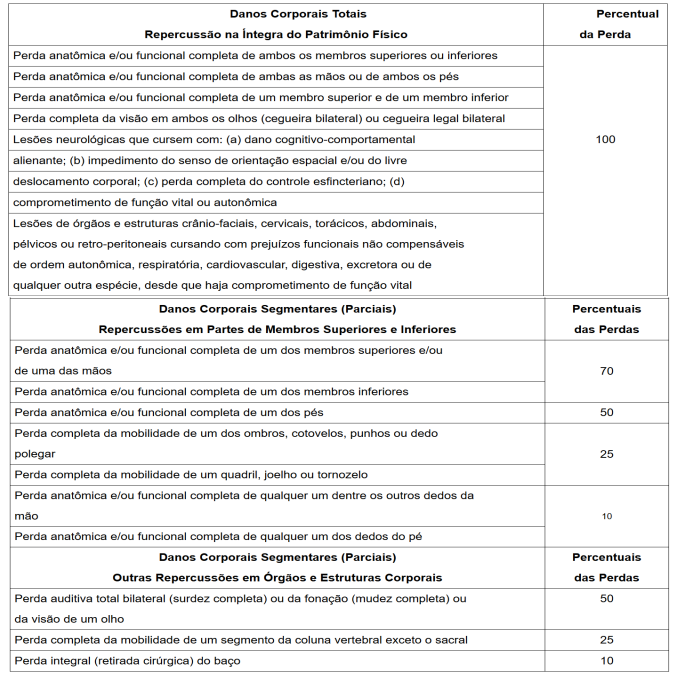 Danos Corporais Totais
Repercussão na Íntegra do Patrimônio Físico
Percentual
da Perda
Perda anatômica e/ou funcional completa de ambos os membros superiores ou inferiores
Perda anatômica e/ou funcional completa de ambas as mãos ou de ambos os pés
Perda anatômica e/ou funcional completa de um membro superior e de um membro inferior
Perda completa da visão em ambos os olhos (cegueira bilateral) ou cegueira legal bilateral
Lesões neurológicas que cursem com: (a) dano cognitivo-comportamental
alienante; (b) impedimento do senso de orientação espacial e/ou do livre
deslocamento corporal; (c) perda completa do controle esfincteriano; (d)
comprometimento de função vital ou autonômica
Lesões de órgãos e estruturas crânio-faciais, cervicais, torácicos, abdominais,
pélvicos ou retro-peritoneais cursando com prejuízos funcionais não compensáveis
de ordem autonômica, respiratória, cardiovascular, digestiva, excretora ou de
qualquer outra espécie, desde que haja comprometimento de função vital
100
Danos Corporais Segmentares (Parciais)
Repercussões em Partes de Membros Superiores e Inferiores
Percentuais
das Perdas
Perda anatômica e/ou funcional completa de um dos membros superiores e/ou
de uma das mãos
Perda anatômica e/ou funcional completa de um dos membros inferiores
70
Perda anatômica e/ou funcional completa de um dos pés
50
Perda completa da mobilidade de um dos ombros, cotovelos, punhos ou dedo
polegar
Perda completa da mobilidade de um quadril, joelho ou tornozelo
25
Perda anatômica e/ou funcional completa de qualquer um dentre os outros dedos da
mão
Perda anatômica e/ou funcional completa de qualquer um dos dedos do pé
10
Danos Corporais Segmentares (Parciais)
Outras Repercussões em Órgãos e Estruturas Corporais
Percentuais
das Perdas
Perda auditiva total bilateral (surdez completa) ou da fonação (mudez completa) ou
da visão de um olho
50
Perda completa da mobilidade de um segmento da coluna vertebral exceto o sacral
25
Perda integral (retirada cirúrgica) do baço
10